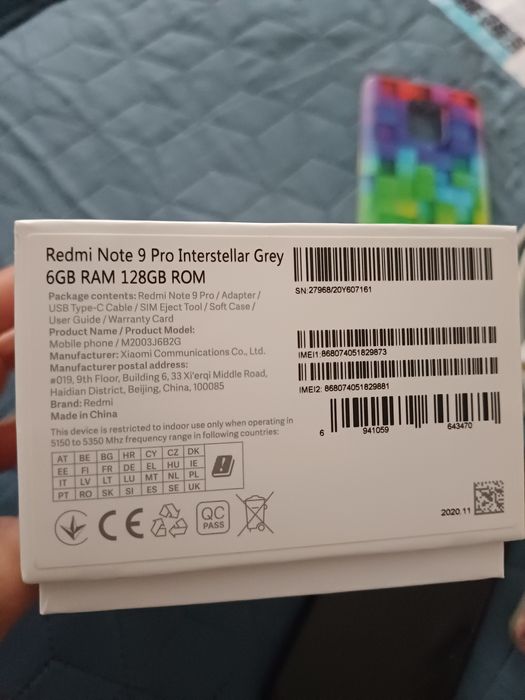 Redmi Note 9 Pro Interstellar Grey
6GB RAM 128GB ROM
Package contents: Redmi Note 9 Pro / Adapter /
USB Type-C Cable / SIM Eject Tool / Soft Case /
User Guide / Warranty Card
Product Name / Product Model:
Mobile phone / M2003J6B2G
Manufacturer: Xiaomi Communications Co., Ltd.
Manufacturer postal address:
#019, 9th Floor, Building 6, 33 Xi'erqi Middle Road,
Haidian District, Beijing, China, 100085
Brand: Redmi
Made in China
This device is restricted to indoor use only when operating in
5150 to 5350 Mhz frequency range in following countries:
AT BE BG HR CY CZ DK
EE FI FR DE EL HU IE
IT LV LT LU MT NL PL
PT RO SK SI ES SE UK
CE
QC
PASS
SN:27968/20Y607161
IMEI1:868074051829873
IMEI2: 868074051829881
6 941059 643470
2020.11